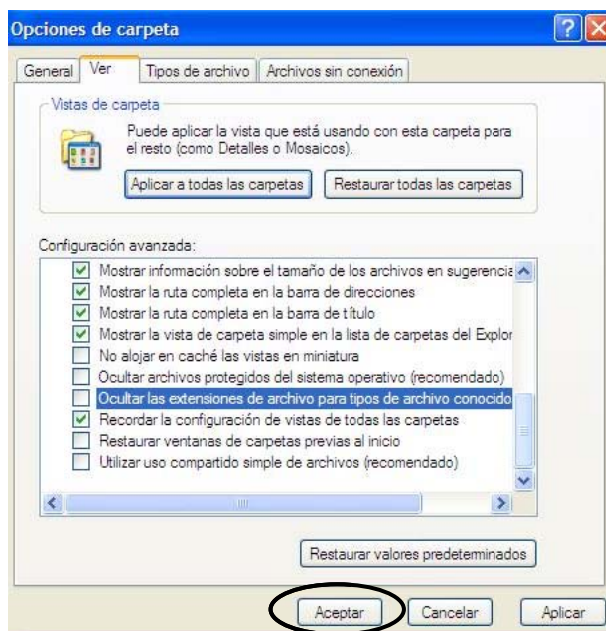 Opciones de carpeta
General Ver Tipos de archivo Archivos sin conexión
Vistas de carpeta
Puede aplicar la vista que está usando con esta carpeta para
el resto (como Detalles o Mosaicos).
Aplicar a todas las carpetas Restaurar todas las carpetas
Configuración avanzada:
Mostrar información sobre el tamaño de los archivos en sugerencia
Mostrar la ruta completa en la barra de direcciones
Mostrar la ruta completa en la barra de título
Mostrar la vista de carpeta simple en la lista de carpetas del Explor
No alojar en caché las vistas en miniatura
Ocultar archivos protegidos del sistema operativo (recomendado)
Ocultar las extensiones de archivo para tipos de archivo conocido
Recordar la configuración de vistas de todas las carpetas
Restaurar ventanas de carpetas previas al inicio
Utilizar uso compartido simple de archivos (recomendado)
Restaurar valores predeterminados
Aceptar Cancelar Aplicar